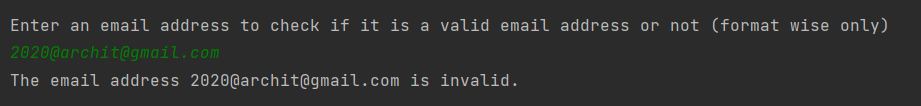 Enter an email address to check if it is a valid email address or not (format wise only)
2020@archit@gmail.com
The email address 2020@archit@gmail.com is invalid.